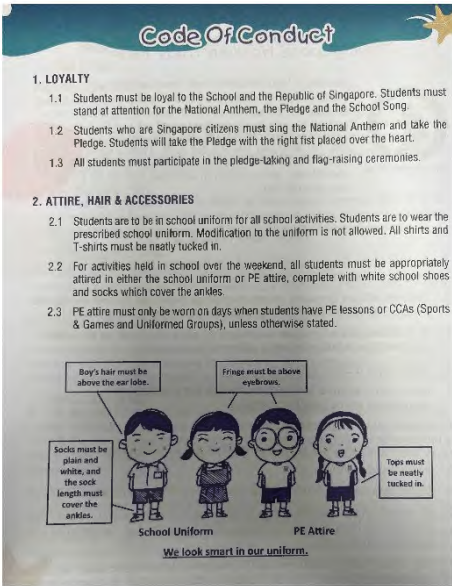 Code Of Conduct
1. LOYALTY
1.1 Students must be loyal to the School and the Republic of Singapore. Students must
stand at attention for the National Anthem, the Pledge and the School Song.
1.2 Students who are Singapore citizens must sing the National Anthem and take the
Pledge. Students will take the Pledge with the right fist placed over the heart.
1.3 All students must participate in the pledge-taking and flag-raising ceremonies.
2. ATTIRE, HAIR & ACCESSORIES
2.1 Students are to be in school uniform for all school activities. Students are to wear the
prescribed school uniform. Modification to the uniform is not allowed. All shirts and
T-shirts must be neatly tucked in.
2.2 For activities held in school over the weekend, all students must be appropriately
attired in either the school uniform or PE attire, complete with white school shoes
and socks which cover the ankles.
2.3 PE attire must only be worn on days when students have PE lessons or CCAs (Sports
& Games and Uniformed Groups), unless otherwise stated.
Boy's hair must be
above the ear lobe.
Fringe must be above
eyebrows.
Socks must be
plain and
white, and
the sock
length must
cover the
ankles.
Tops must
be neatly
tucked in.
School Uniform
PE Attire
We look smart in our uniform.